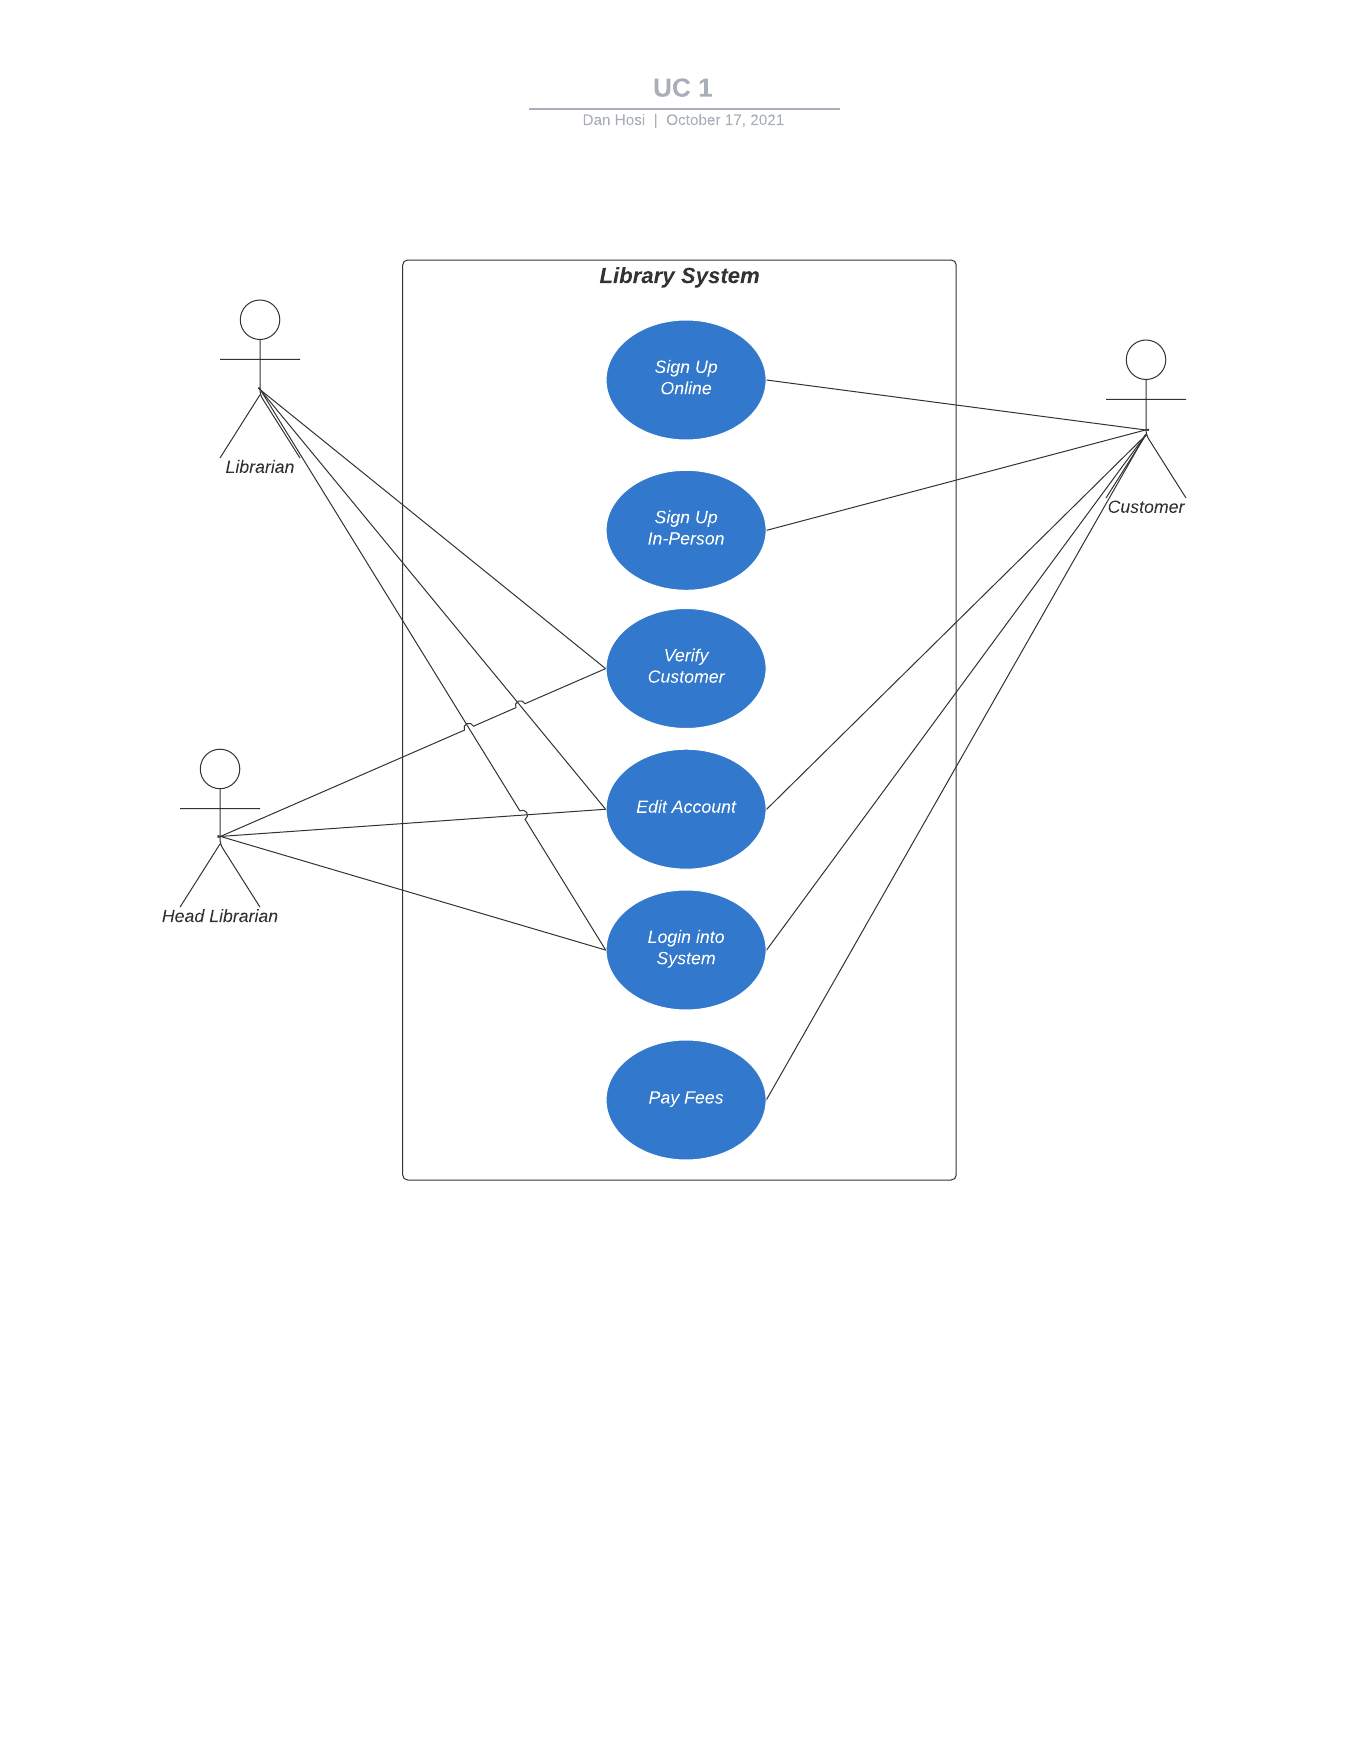 UC 1
Dan Hosi | October 17, 2021
Library System
Sign Up
Online
Librarian
Customer
Sign Up
In-Person
Verify
Customer
Edit Account
Head Librarian
Login into
System
Pay Fees